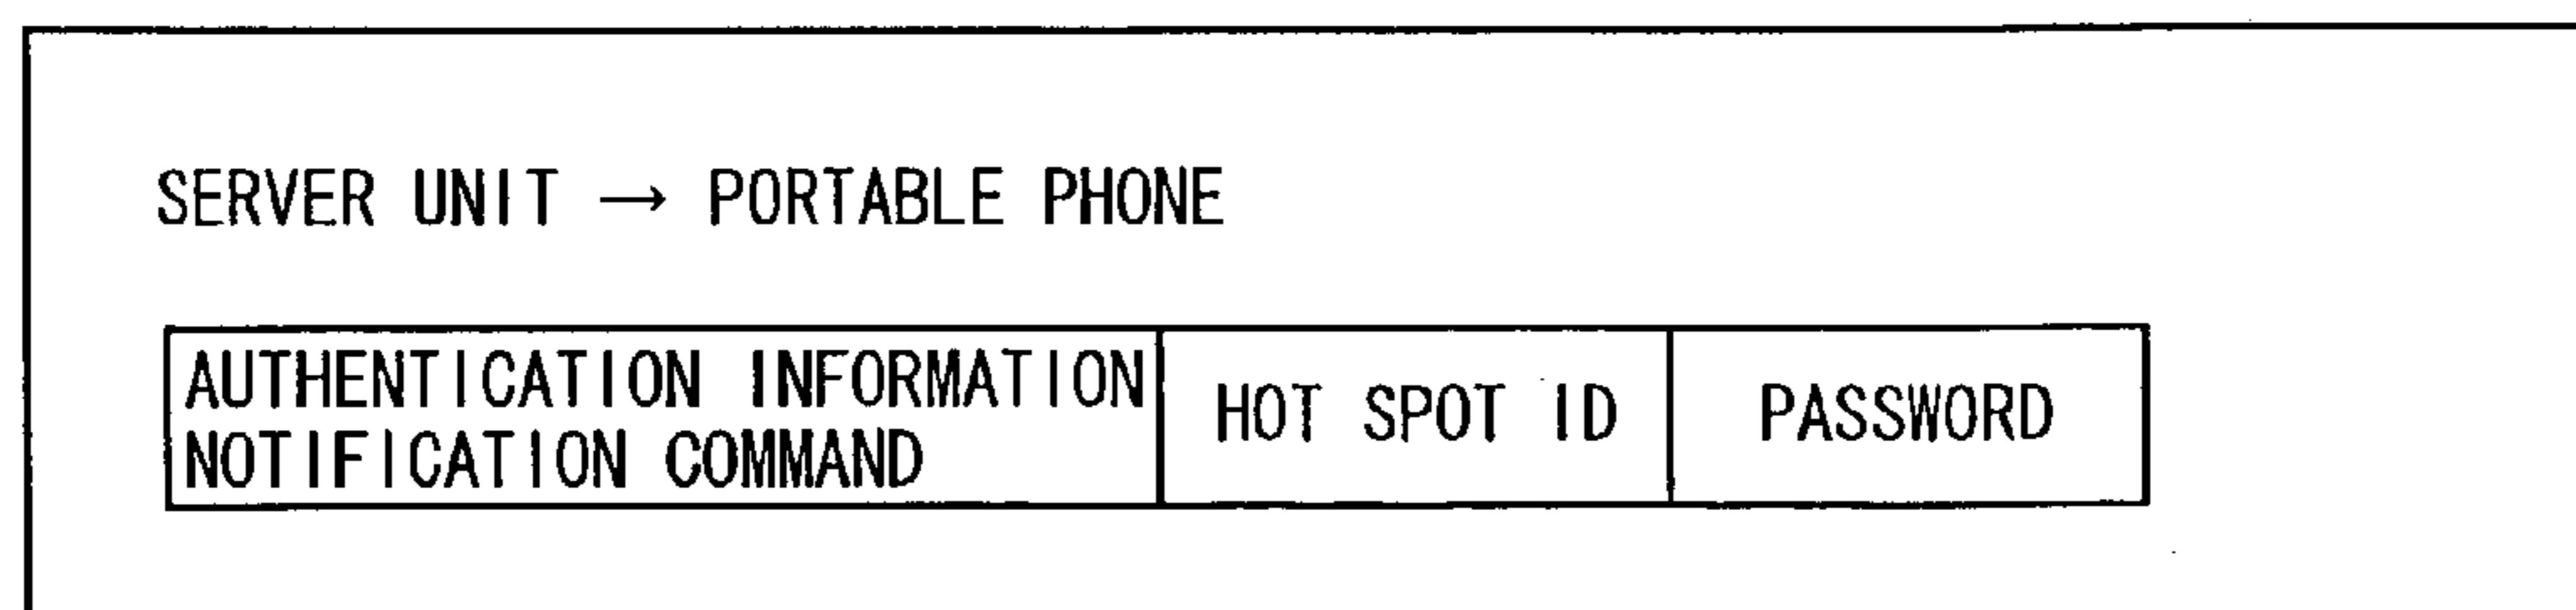 SERVER UNIT → PORTABLE PHONE
AUTHENTICATION INFORMATION
NOTIFICATION COMMAND
HOT SPOT ID
PASSWORD